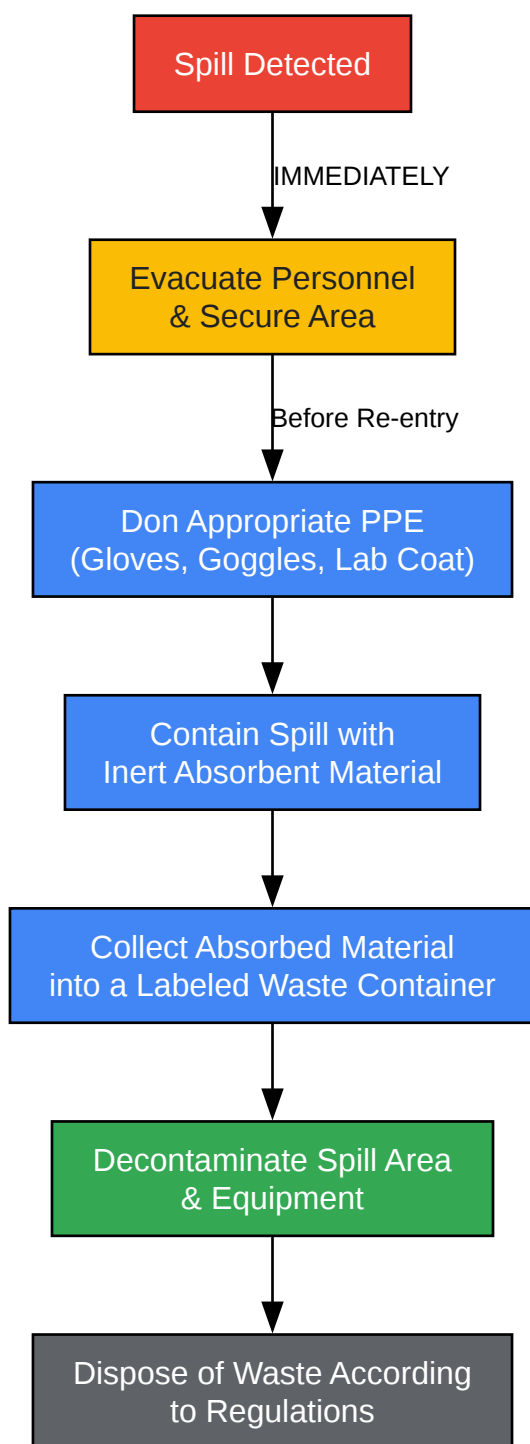 Spill Detected
IMMEDIATELY
Evacuate Personnel
& Secure Area
Before Re-entry
Don Appropriate PPE
(Gloves, Goggles, Lab Coat)
Contain Spill with
Inert Absorbent Material
Collect Absorbed Material
into a Labeled Waste Container
Decontaminate Spill Area
& Equipment
Dispose of Waste According
to Regulations